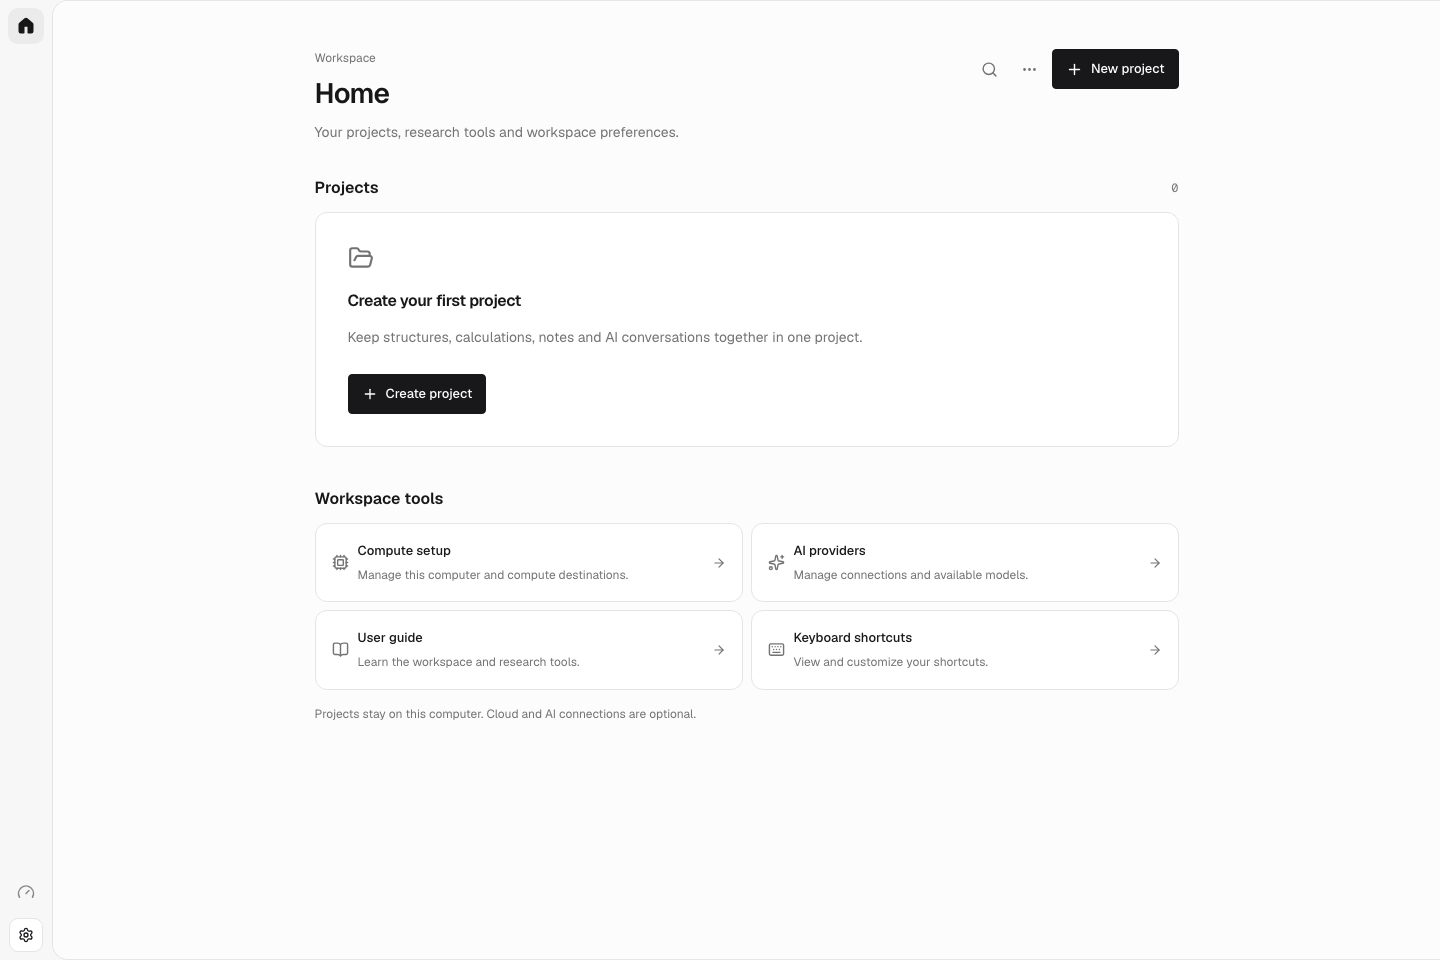 Workspace
Home
New project
Your projects, research tools and workspace preferences.
Projects
0
Create your first project
Keep structures, calculations, notes and AI conversations together in one project.
Create project
Workspace tools
Compute setup
Manage this computer and compute destinations.
AI providers
Manage connections and available models.
User guide
Learn the workspace and research tools.
Keyboard shortcuts
View and customize your shortcuts.
Projects stay on this computer. Cloud and AI connections are optional.